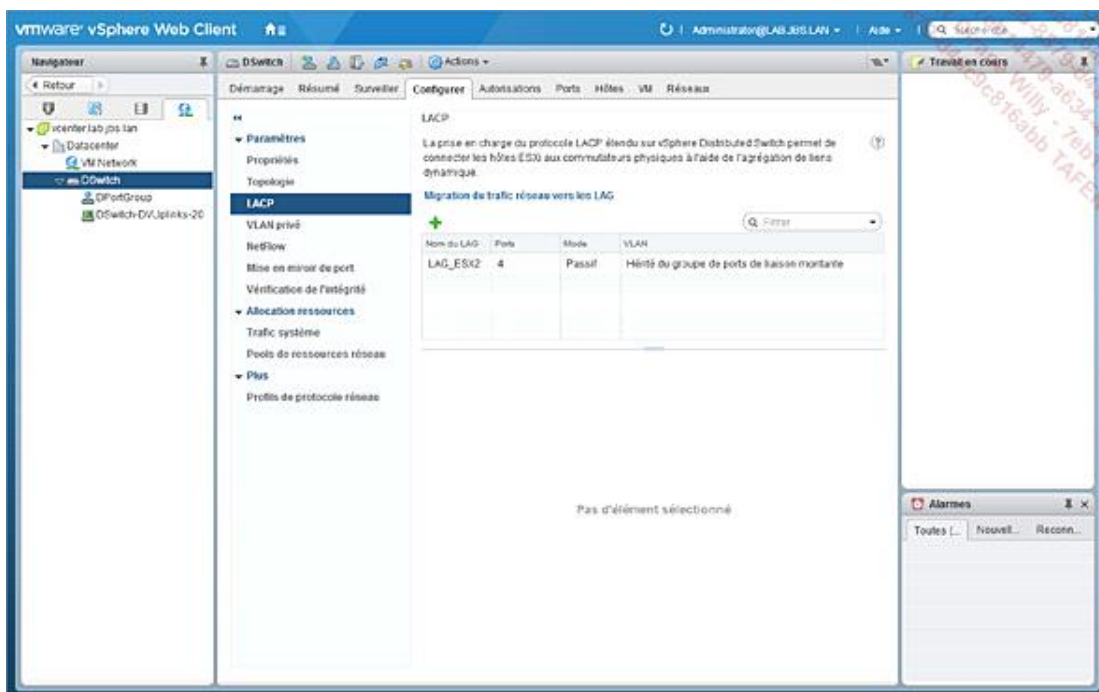 vmware® vSphere Web Client
Administrator@LAB.JBS.LAN
Aide
Navigateur
Retour
vcenter.lab.jbs.lan
Datacenter
VM Network
DSwitch
DPortGroup
DSwitch-DVUplinks-20
DSwitch
Actions
Démarrage Résumé Surveiller Configurer Autorisations Ports Hôtes VM Réseaux
Paramètres
Propriétés
Topologie
LACP
VLAN privé
NetFlow
Mise en miroir de port
Vérification de l'intégrité
Allocation ressources
Trafic système
Pools de ressources réseau
Plus
Profils de protocole réseau
LACP
La prise en charge du protocole LACP étendu sur vSphere Distributed Switch permet de
connecter les hôtes ESXi aux commutateurs physiques à l'aide de l'agrégation de liens
dynamique.
Migration de trafic réseau vers les LAG
Filtrer
Nom du LAG Ports Mode VLAN
LAG_ESX2 4 Passif Hérité du groupe de ports de liaison montante
Pas d'élément sélectionné
Travail en cours
Alarmes
Toutes (... Nouvell... Reconn...